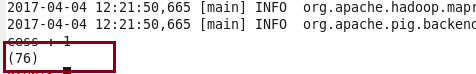 2017-04-04 12:21:50,665 [main] INFO  org.apache.hadoop.mapr
2017-04-04 12:21:50,665 [main] INFO  org.apache.pig.backend
cess : 1
(76)